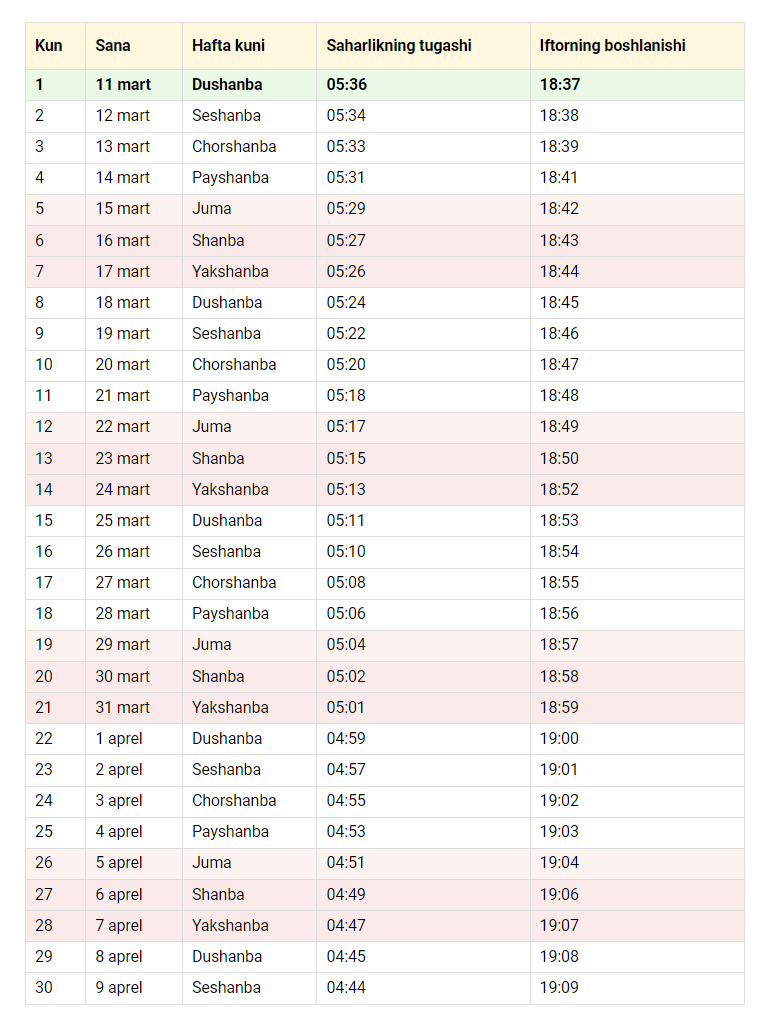 Kun Sana Hafta kuni Saharlikning tugashi Iftorning boshlanishi
1 11 mart Dushanba 05:36 18:37
2 12 mart Seshanba 05:34 18:38
3 13 mart Chorshanba 05:33 18:39
4 14 mart Payshanba 05:31 18:41
5 15 mart Juma 05:29 18:42
6 16 mart Shanba 05:27 18:43
7 17 mart Yakshanba 05:26 18:44
8 18 mart Dushanba 05:24 18:45
9 19 mart Seshanba 05:22 18:46
10 20 mart Chorshanba 05:20 18:47
11 21 mart Payshanba 05:18 18:48
12 22 mart Juma 05:17 18:49
13 23 mart Shanba 05:15 18:50
14 24 mart Yakshanba 05:13 18:52
15 25 mart Dushanba 05:11 18:53
16 26 mart Seshanba 05:10 18:54
17 27 mart Chorshanba 05:08 18:55
18 28 mart Payshanba 05:06 18:56
19 29 mart Juma 05:04 18:57
20 30 mart Shanba 05:02 18:58
21 31 mart Yakshanba 05:01 18:59
22 1 aprel Dushanba 04:59 19:00
23 2 aprel Seshanba 04:57 19:01
24 3 aprel Chorshanba 04:55 19:02
25 4 aprel Payshanba 04:53 19:03
26 5 aprel Juma 04:51 19:04
27 6 aprel Shanba 04:49 19:06
28 7 aprel Yakshanba 04:47 19:07
29 8 aprel Dushanba 04:45 19:08
30 9 aprel Seshanba 04:44 19:09